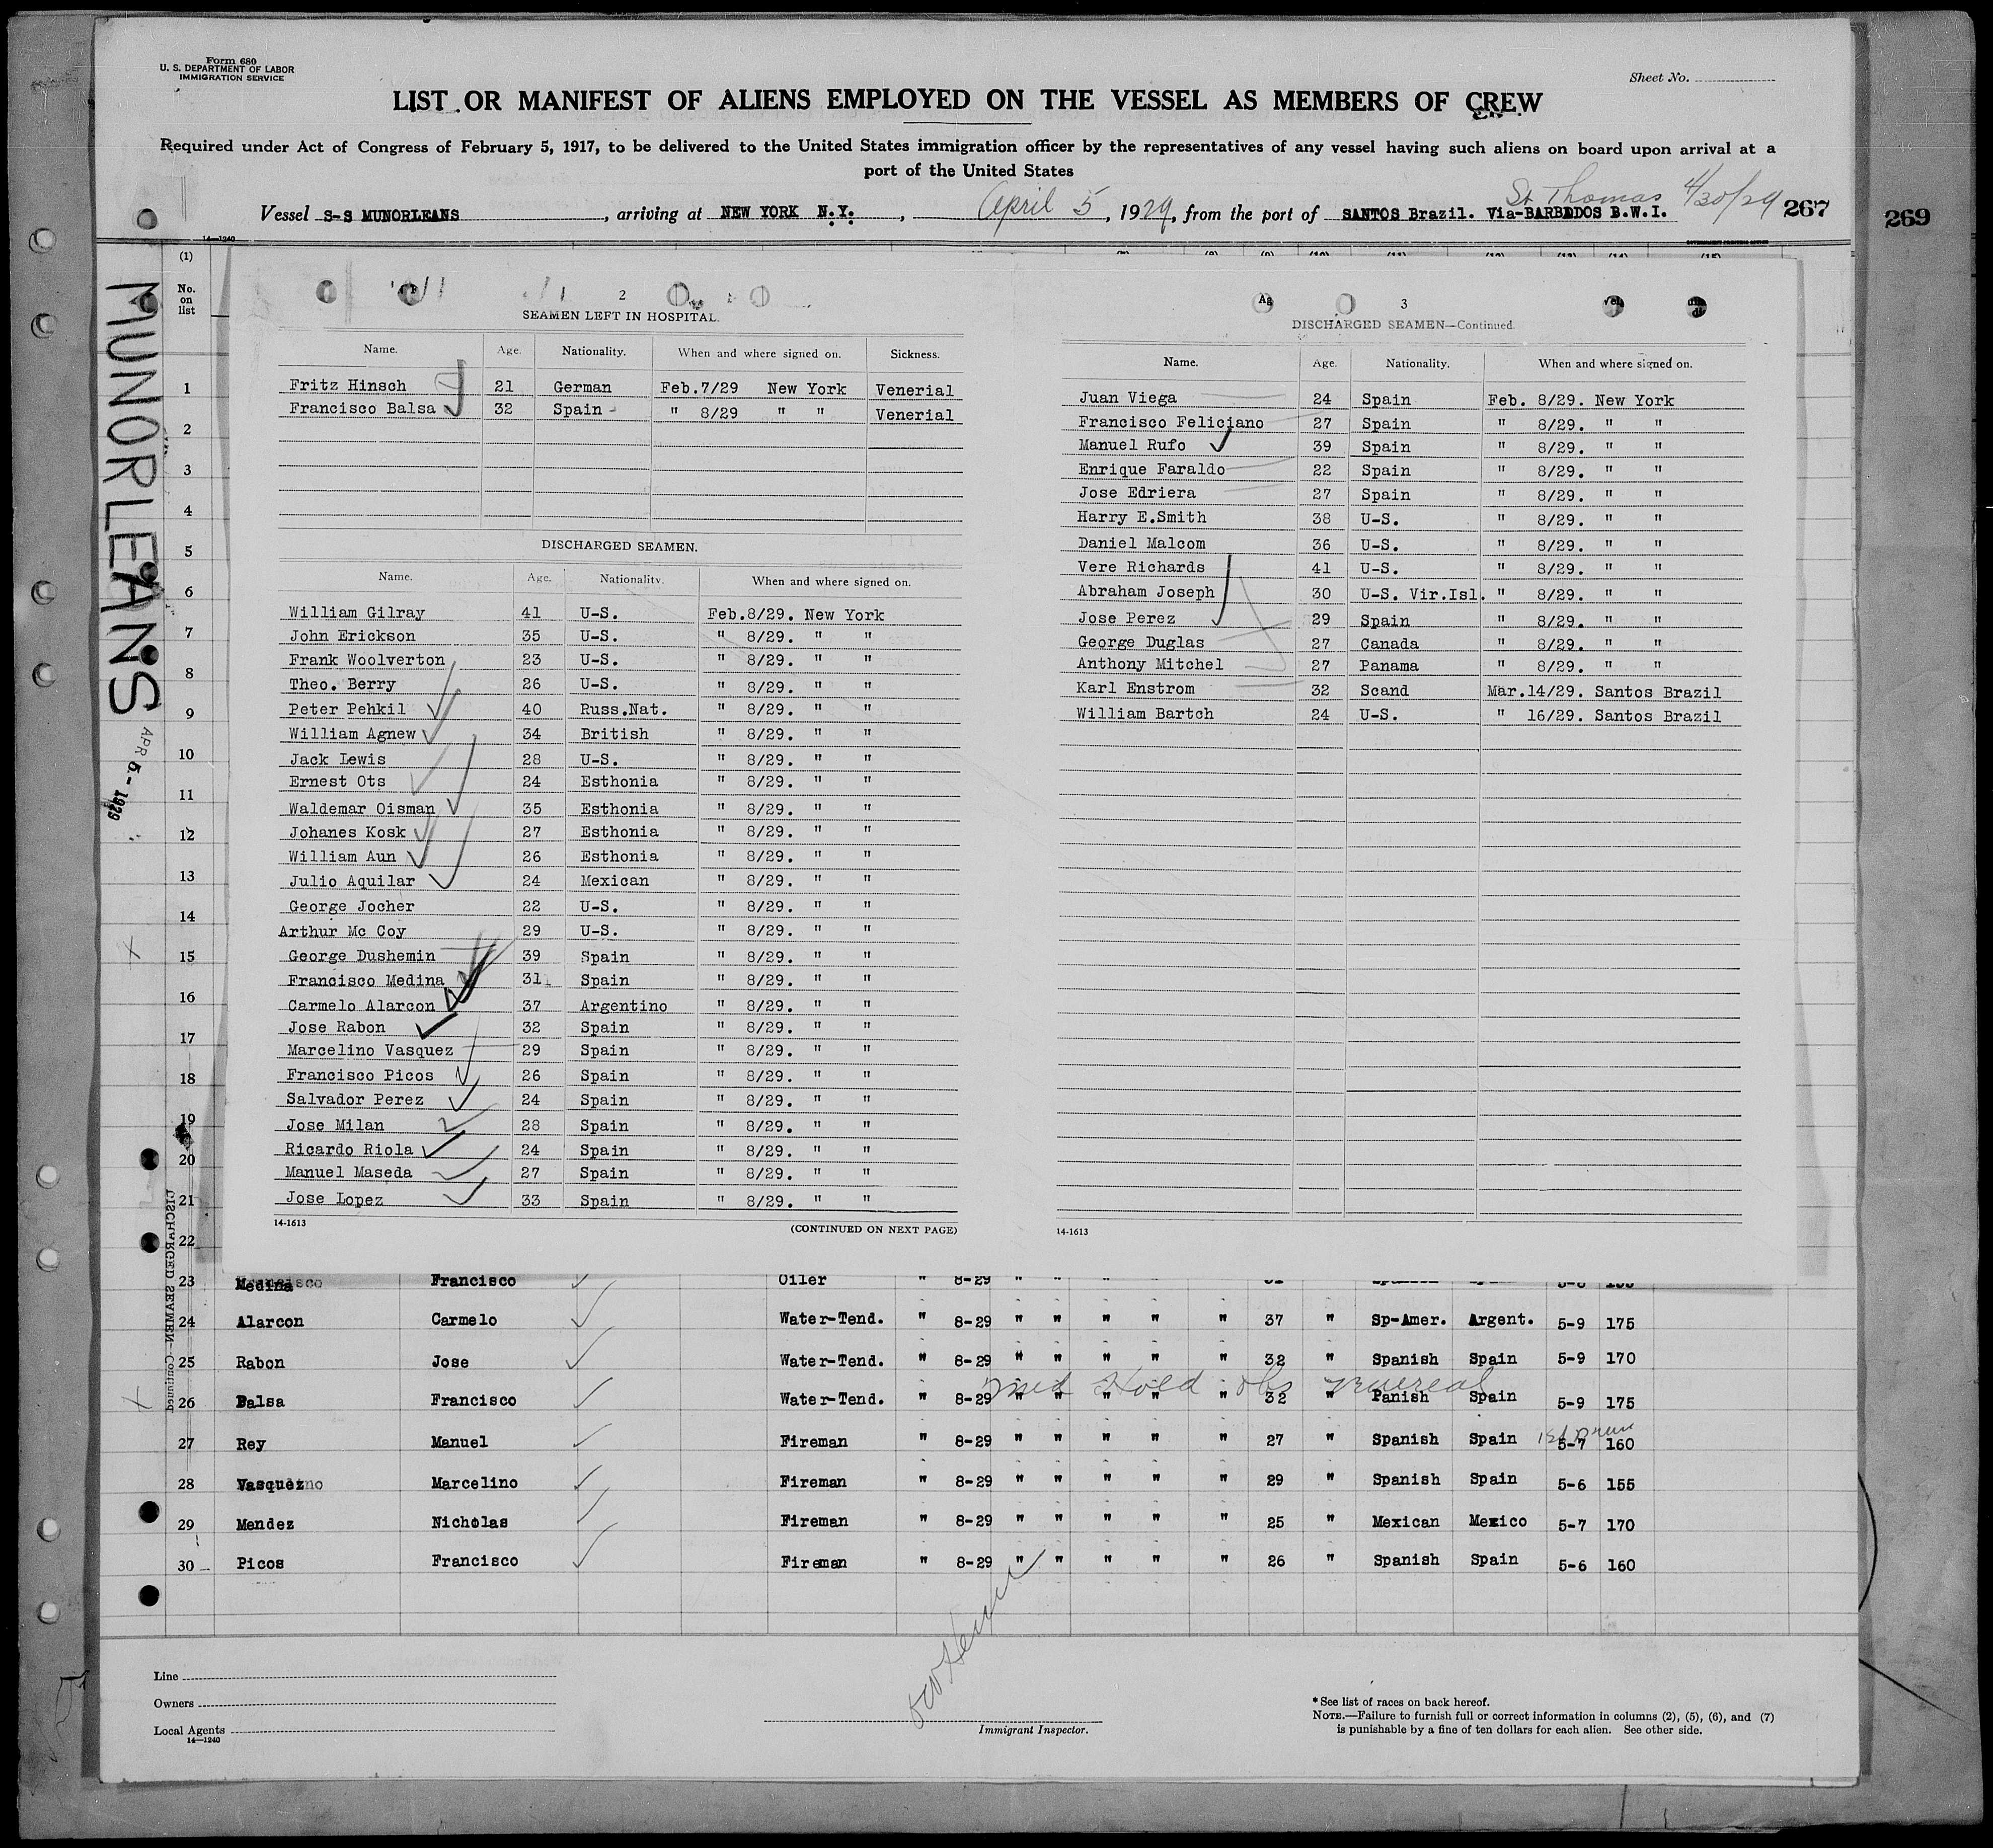 Form 680
U. S. DEPARTMENT OF LABOR
IMMIGRATION SERVICE
Sheet No.
LIST OR MANIFEST OF ALIENS EMPLOYED ON THE VESSEL AS MEMBERS OF CREW
Required under Act of Congress of February 5, 1917, to be delivered to the United States immigration officer by the representatives of any vessel having such aliens on board upon arrival at a
port of the United States
St Thomas 4/30/29
Vessel S-S MUNORLEANS, arriving at NEW YORK N.Y., April 5, 1929, from the port of SANTOS Brazil. Via-BARBADOS B.W.I. 267
269
14-1240
(1)
No. on list
MUNORLEANS
APR 5 - 1929
2
SEAMEN LEFT IN HOSPITAL.
Name. Age. Nationality. When and where signed on. Sickness.
Fritz Hinsch 21 German Feb.7/29 New York Venerial
Francisco Balsa 32 Spain " 8/29 " " Venerial
DISCHARGED SEAMEN.
Name. Age. Nationality. When and where signed on.
William Gilray 41 U-S. Feb.8/29. New York
John Erickson 35 U-S. " 8/29. " "
Frank Woolverton 23 U-S. " 8/29. " "
Theo. Berry 26 U-S. " 8/29. " "
Peter Pehkil 40 Russ.Nat. " 8/29. " "
William Agnew 34 British " 8/29. " "
Jack Lewis 28 U-S. " 8/29. " "
Ernest Ots 24 Esthonia " 8/29. " "
Waldemar Oisman 35 Esthonia " 8/29. " "
Johanes Kosk 27 Esthonia " 8/29. " "
William Aun 26 Esthonia " 8/29. " "
Julio Aquilar 24 Mexican " 8/29. " "
George Jocher 22 U-S. " 8/29. " "
Arthur Mc Coy 29 U-S. " 8/29. " "
George Dushemin 39 Spain " 8/29. " "
Francisco Medina 31 Spain " 8/29. " "
Carmelo Alarcon 37 Argentino " 8/29. " "
Jose Rabon 32 Spain " 8/29. " "
Marcelino Vasquez 29 Spain " 8/29. " "
Francisco Picos 26 Spain " 8/29. " "
Salvador Perez 24 Spain " 8/29. " "
Jose Milan 28 Spain " 8/29. " "
Ricardo Riola 24 Spain " 8/29. " "
Manuel Maseda 27 Spain " 8/29. " "
Jose Lopez 33 Spain " 8/29. " "
14-1613 (CONTINUED ON NEXT PAGE)
3
DISCHARGED SEAMEN—Continued.
Name. Age. Nationality. When and where signed on.
Juan Viega 24 Spain Feb. 8/29. New York
Francisco Feliciano 27 Spain " 8/29. " "
Manuel Rufo 39 Spain " 8/29. " "
Enrique Faraldo 22 Spain " 8/29. " "
Jose Edriera 27 Spain " 8/29. " "
Harry E.Smith 38 U-S. " 8/29. " "
Daniel Malcom 36 U-S. " 8/29. " "
Vere Richards 41 U-S. " 8/29. " "
Abraham Joseph 30 U-S. Vir.Isl. " 8/29. " "
Jose Perez 29 Spain " 8/29. " "
George Duglas 27 Canada " 8/29. " "
Anthony Mitchel 27 Panama " 8/29. " "
Karl Enstrom 32 Scand Mar.14/29. Santos Brazil
William Bartch 24 U-S. " 16/29. Santos Brazil
14-1613
1
2
3
4
5
6
7
8
9
10
11
12
13
14
15
16
17
18
19
20
21
22
DISCHARGED SEAMEN—Continued
23 Medina Francisco Oiler " 8-29 " " " "
24 Alarcon Carmelo Water-Tend. " 8-29 " " " " " 37 " Sp-Amer. Argent. 5-9 175
25 Rabon Jose Water-Tend. " 8-29 " " " " " 32 " Spanish Spain 5-9 170
Med Hold obs venereal
26 Balsa Francisco Water-Tend. " 8-29 " " " " " 32 " Panish Spain 5-9 175
27 Rey Manuel Fireman " 8-29 " " " " " 27 " Spanish Spain 5-7 160
28 Vasquez Marcelino Fireman " 8-29 " " " " " 29 " Spanish Spain 5-6 155
29 Mendez Nicholas Fireman " 8-29 " " " " " 25 " Mexican Mexico 5-7 170
30 Picos Francisco Fireman " 8-29 " " " " " 26 " Spanish Spain 5-6 160
Line
Owners
Local Agents
14-1240
Immigrant Inspector.
* See list of races on back hereof.
NOTE.—Failure to furnish full or correct information in columns (2), (5), (6), and (7)
is punishable by a fine of ten dollars for each alien. See other side.